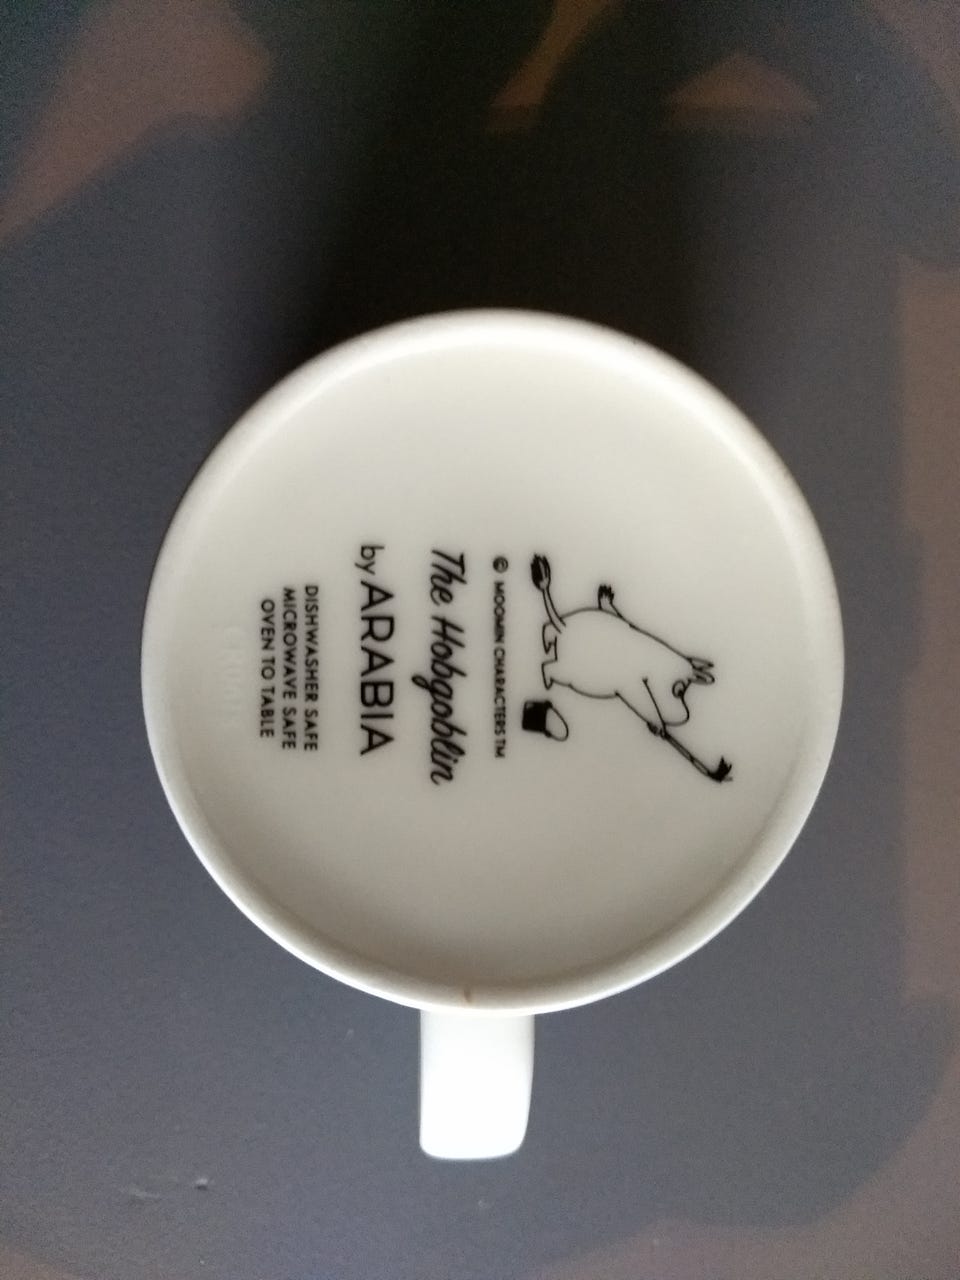 © MOOMIN CHARACTERS TM
The Hobgoblin
by ARABIA
DISHWASHER SAFE
MICROWAVE SAFE
OVEN TO TABLE